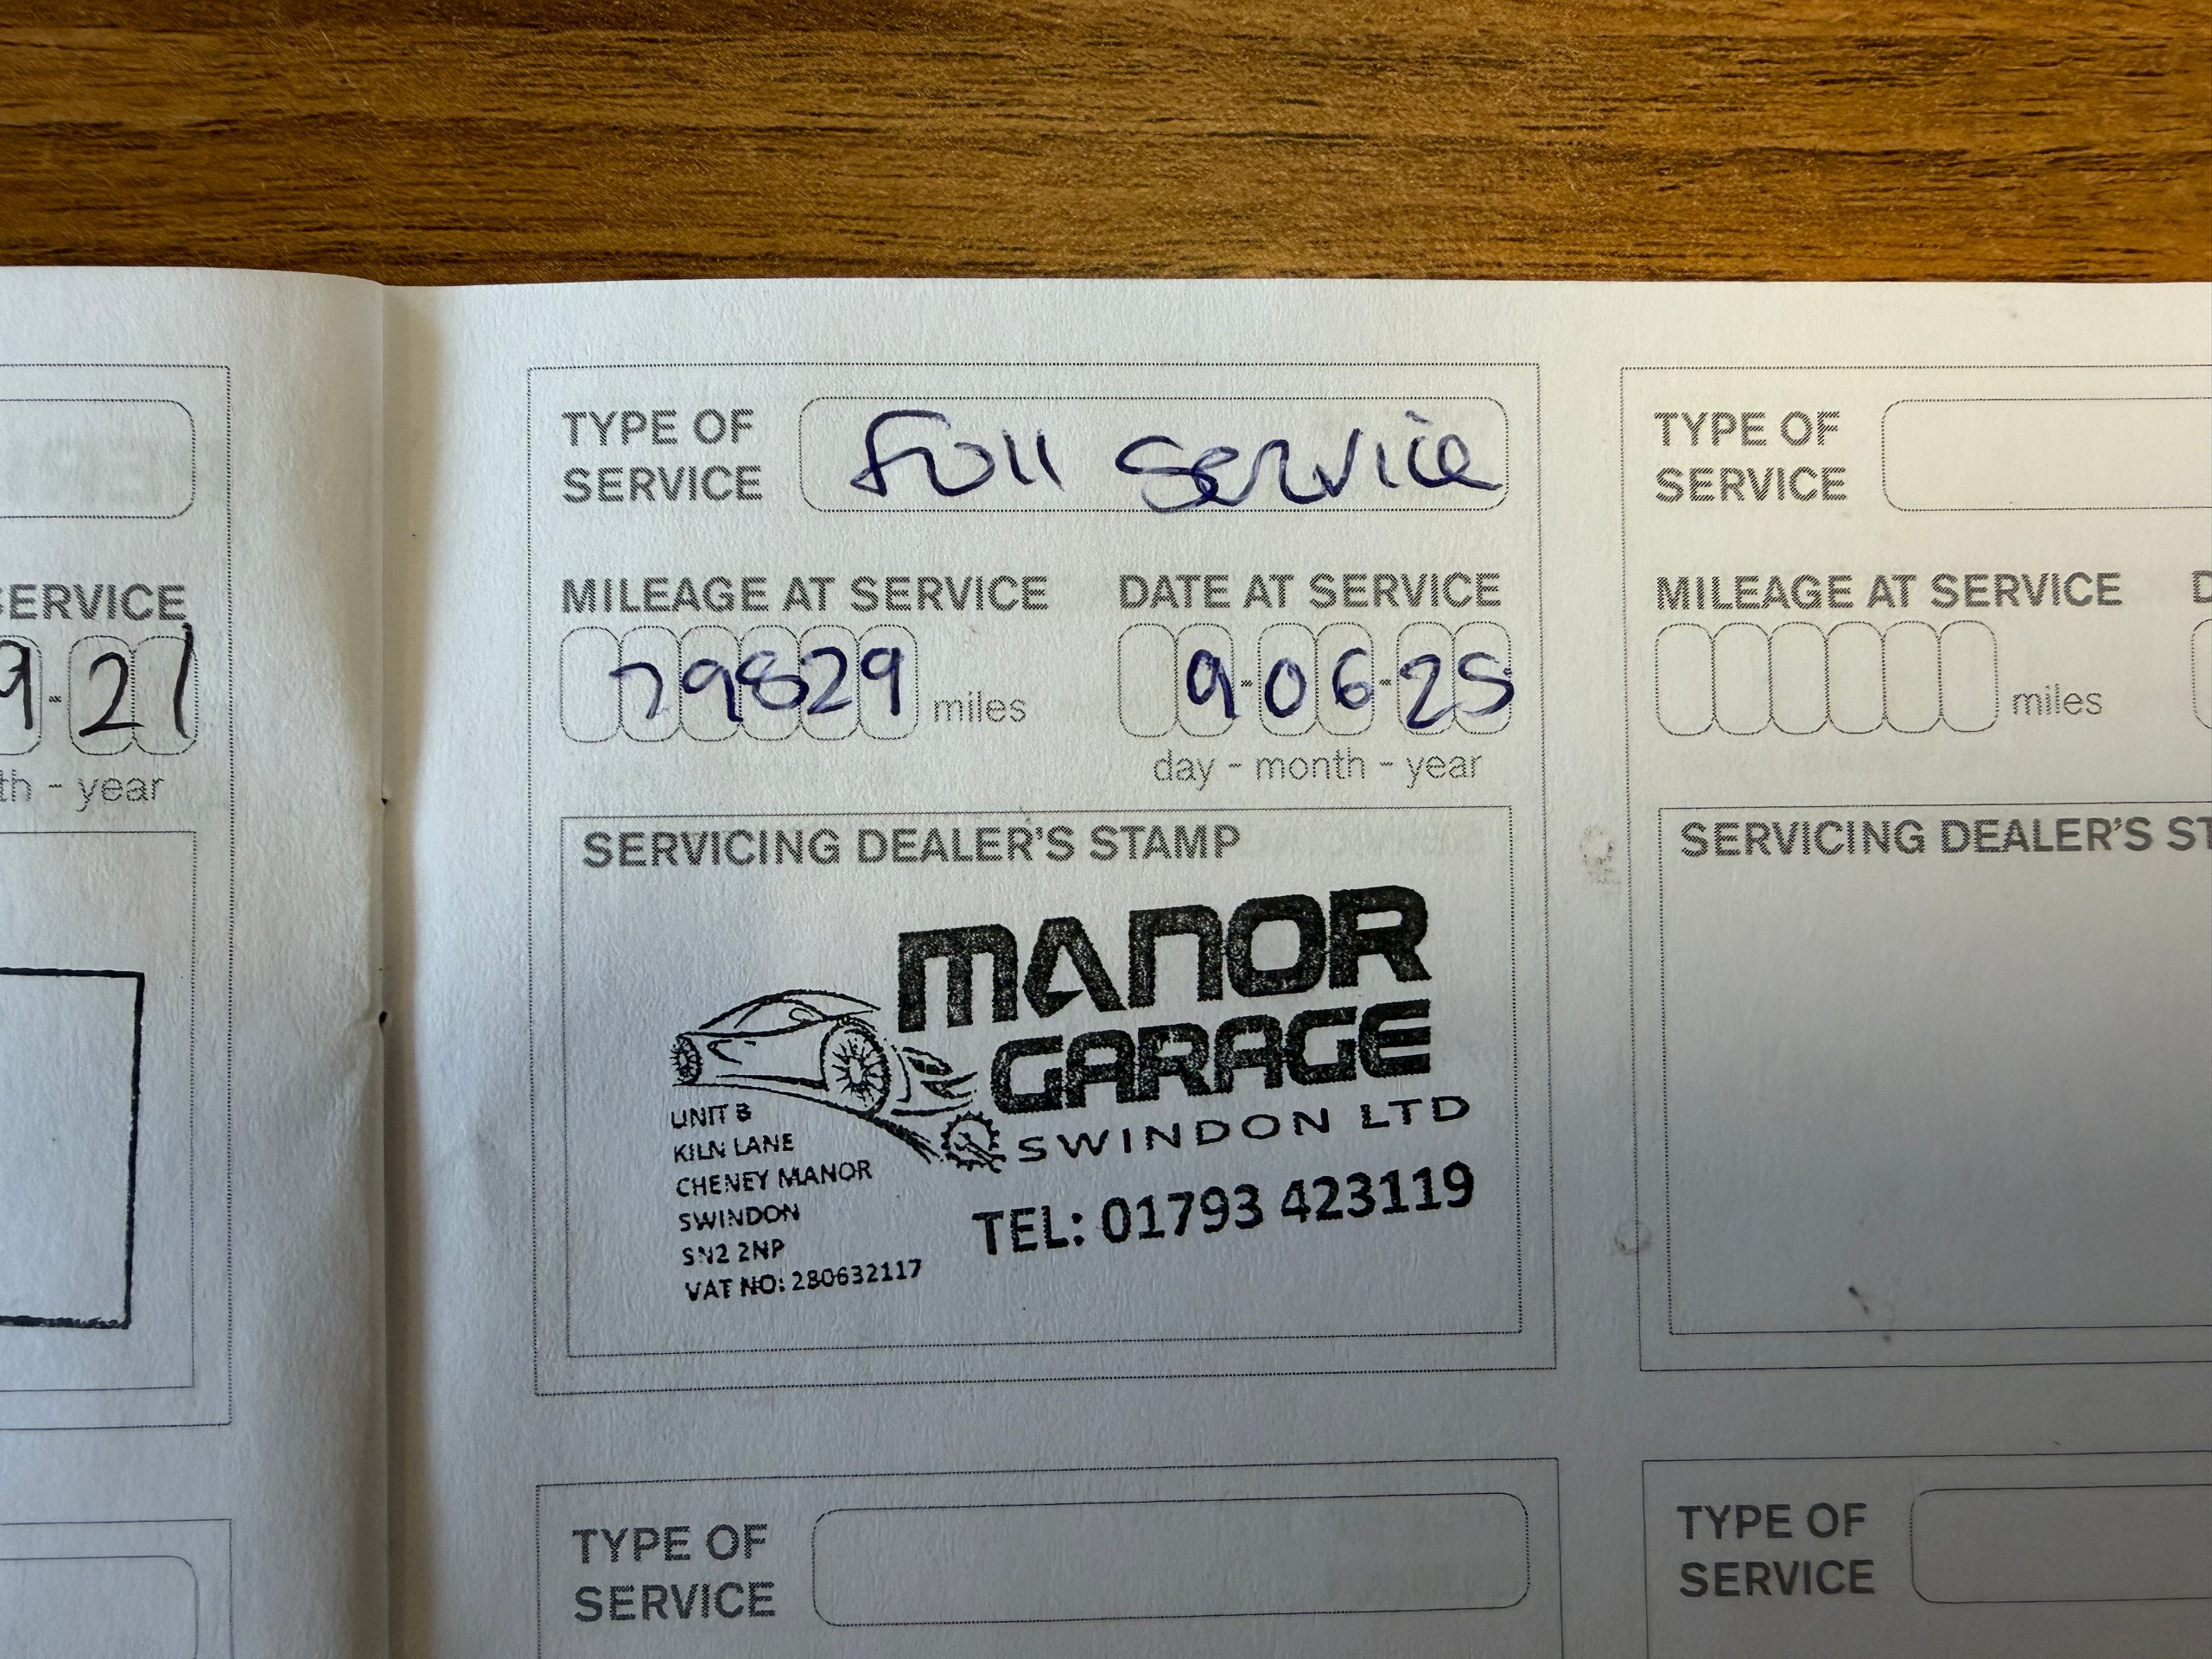 SERVICE
9-21
th - year
TYPE OF
SERVICE
Full Service
MILEAGE AT SERVICE
79829 miles
DATE AT SERVICE
9-06-25
day - month - year
SERVICING DEALER'S STAMP
MANOR
GARAGE
SWINDON LTD
TEL: 01793 423119
UNIT B
KILN LANE
CHENEY MANOR
SWINDON
SN2 2NP
VAT NO: 280632117
TYPE OF
SERVICE
MILEAGE AT SERVICE
miles
D
SERVICING DEALER'S ST
TYPE OF
SERVICE
TYPE OF
SERVICE